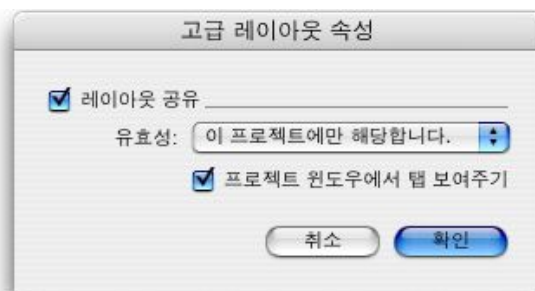 고급 레이아웃 속성
레이아웃 공유
유효성: 이 프로젝트에만 해당합니다.
프로젝트 윈도우에서 탭 보여주기
취소 확인